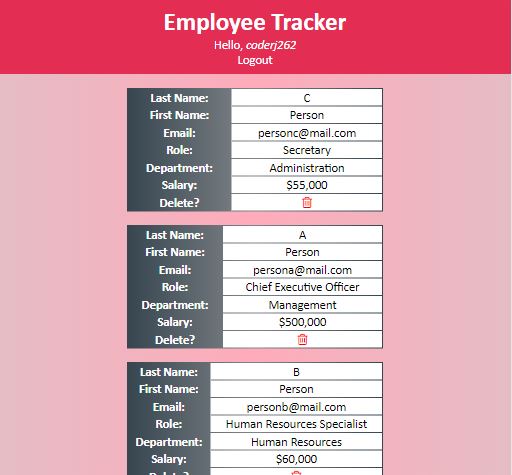 Employee Tracker
Hello, coderj262
Logout
Last Name: C
First Name: Person
Email: personc@mail.com
Role: Secretary
Department: Administration
Salary: $55,000
Delete?
Last Name: A
First Name: Person
Email: persona@mail.com
Role: Chief Executive Officer
Department: Management
Salary: $500,000
Delete?
Last Name: B
First Name: Person
Email: personb@mail.com
Role: Human Resources Specialist
Department: Human Resources
Salary: $60,000
Delete?